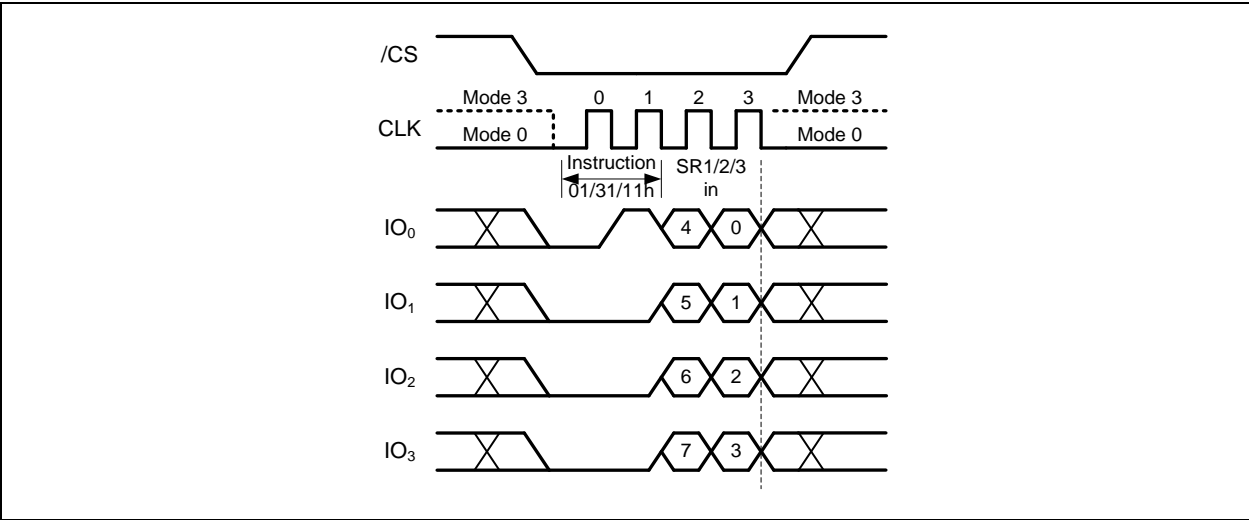 /CS
Mode 3 0 1 2 3 Mode 3
CLK
Mode 0 Mode 0
Instruction SR1/2/3
01/31/11h in
IO₀ 4 0
IO₁ 5 1
IO₂ 6 2
IO₃ 7 3